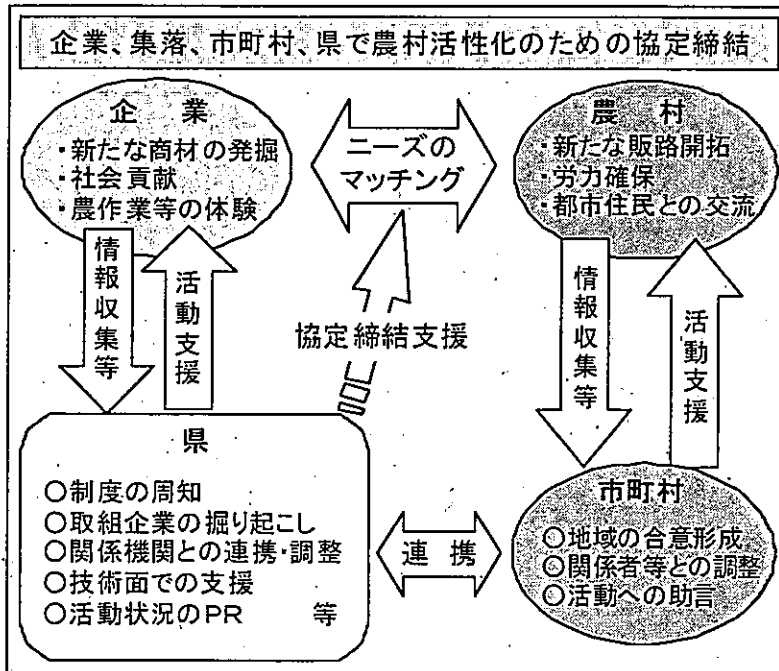 企業、集落、市町村、県で農村活性化のための協定締結
企　業
・新たな商材の発掘
・社会貢献
・農作業等の体験
ニーズの
マッチング
農　村
・新たな販路開拓
・労力確保
・都市住民との交流
情報収集等
活動支援
協定締結支援
情報収集等
活動支援
県
○制度の周知
○取組企業の掘り起こし
○関係機関との連携・調整
○技術面での支援
○活動状況のPR　等
連　携
市町村
○地域の合意形成
○関係者等との調整
○活動への助言